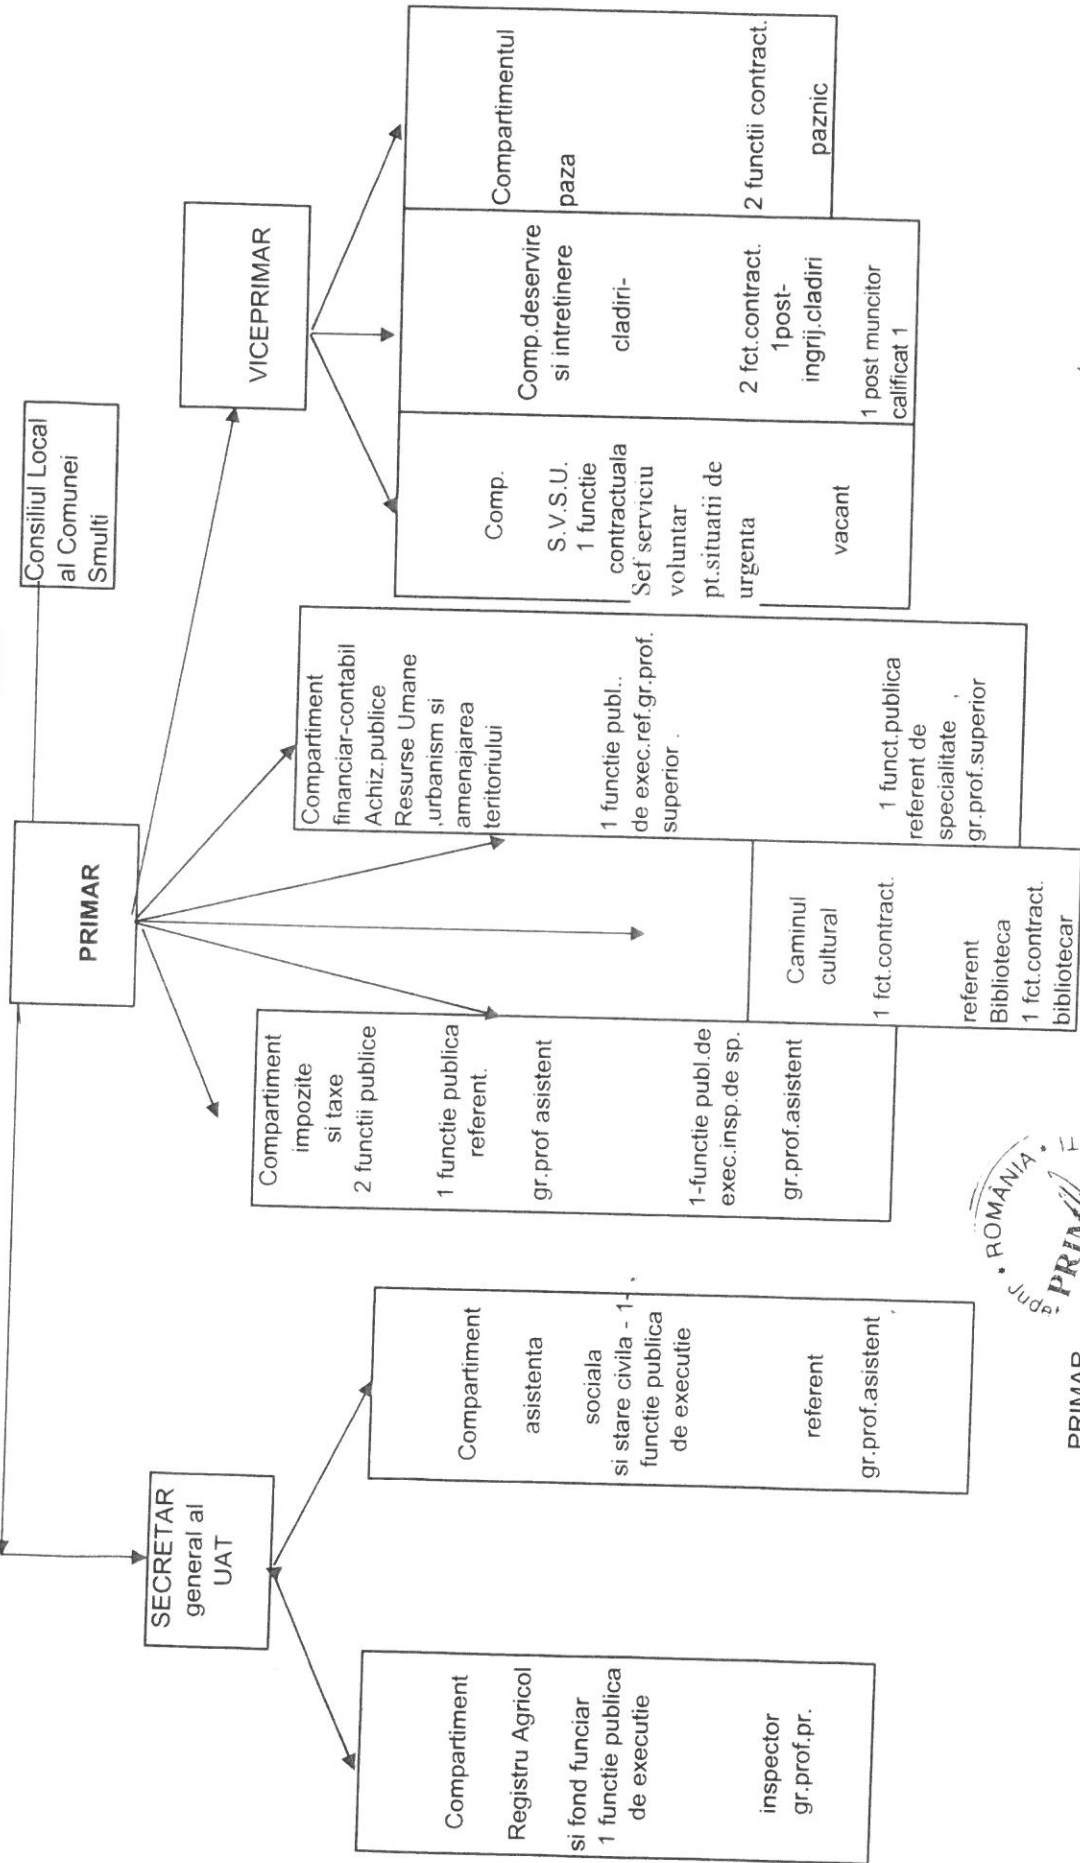 Consiliul Local
al Comunei
Smulti
PRIMAR
VICEPRIMAR
SECRETAR
general al
UAT
Compartiment
Registru Agricol
si fond funciar
1 functie publica
de executie
inspector
gr.prof.pr.
Compartiment
asistenta
sociala
si stare civila - 1-
functie publica
de executie
referent
gr.prof.asistent
Compartiment
impozite
si taxe
2 functii publice
1 functie publica
referent.
gr.prof asistent
1-functie publ.de
exec.insp.de sp.
gr.prof.asistent
Caminul
cultural
1 fct.contract.
referent
Biblioteca
1 fct.contract.
bibliotecar
Compartiment
financiar-contabil
Achiz.publice
Resurse Umane
,urbanism si
amenajarea
teritoriului
1 functie publ..
de exec.ref.gr.prof.
superior .
1 funct.publica
referent de
specialitate ,
gr.prof.superior
Comp.
S.V.S.U.
1 functie
contractuala
Sef serviciu
voluntar
pt.situatii de
urgenta
vacant
Comp.deservire
si intretinere
cladiri-
2 fct.contract.
1post-
ingrij.cladiri
1 post muncitor
calificat 1
Compartimentul
paza
2 functii contract.
paznic
PRIMAR
ROMÂNIA